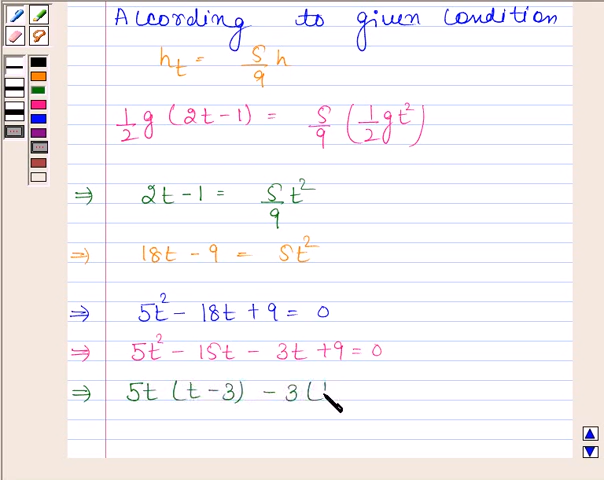 According to given condition
h_t = 5/9 h
1/2 g (2t-1) = 5/9 (1/2 gt²)
⇒ 2t-1 = 5/9 t²
⇒ 18t - 9 = 5t²
⇒ 5t² - 18t + 9 = 0
⇒ 5t² - 15t - 3t + 9 = 0
⇒ 5t (t-3) - 3(